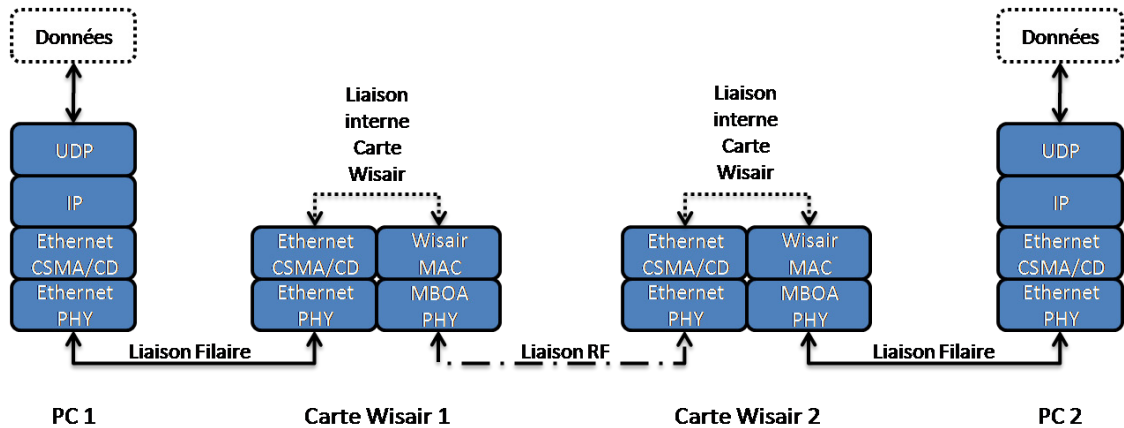 Données
Données
Liaison
interne
Carte
Wisair
Liaison
interne
Carte
Wisair
UDP
UDP
IP
IP
Ethernet
CSMA/CD
Ethernet
CSMA/CD
Wisair
MAC
Ethernet
CSMA/CD
Wisair
MAC
Ethernet
CSMA/CD
Ethernet
PHY
Ethernet
PHY
MBOA
PHY
Ethernet
PHY
MBOA
PHY
Ethernet
PHY
Liaison Filaire
Liaison RF
Liaison Filaire
PC 1
Carte Wisair 1
Carte Wisair 2
PC 2